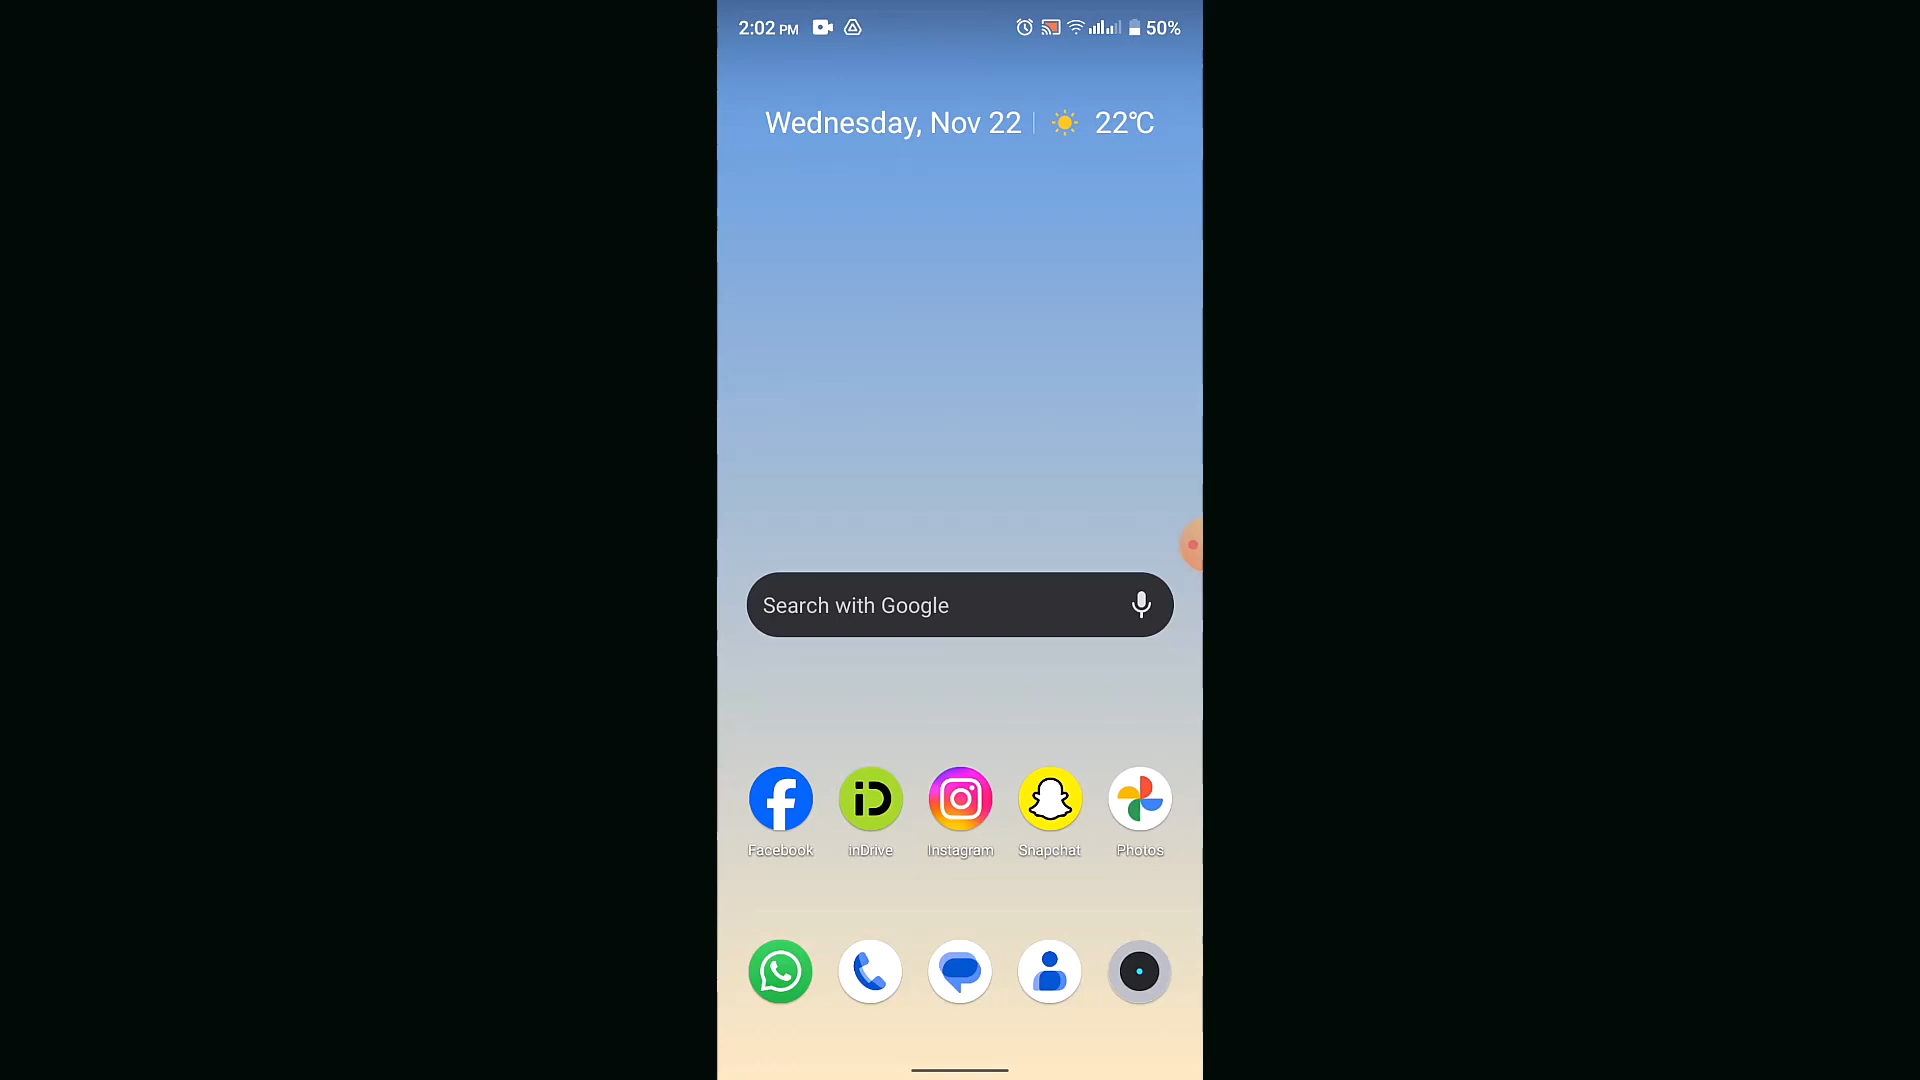 2:02 PM 50%
Wednesday, Nov 22 22°C
Search with Google
Facebook inDrive Instagram Snapchat Photos